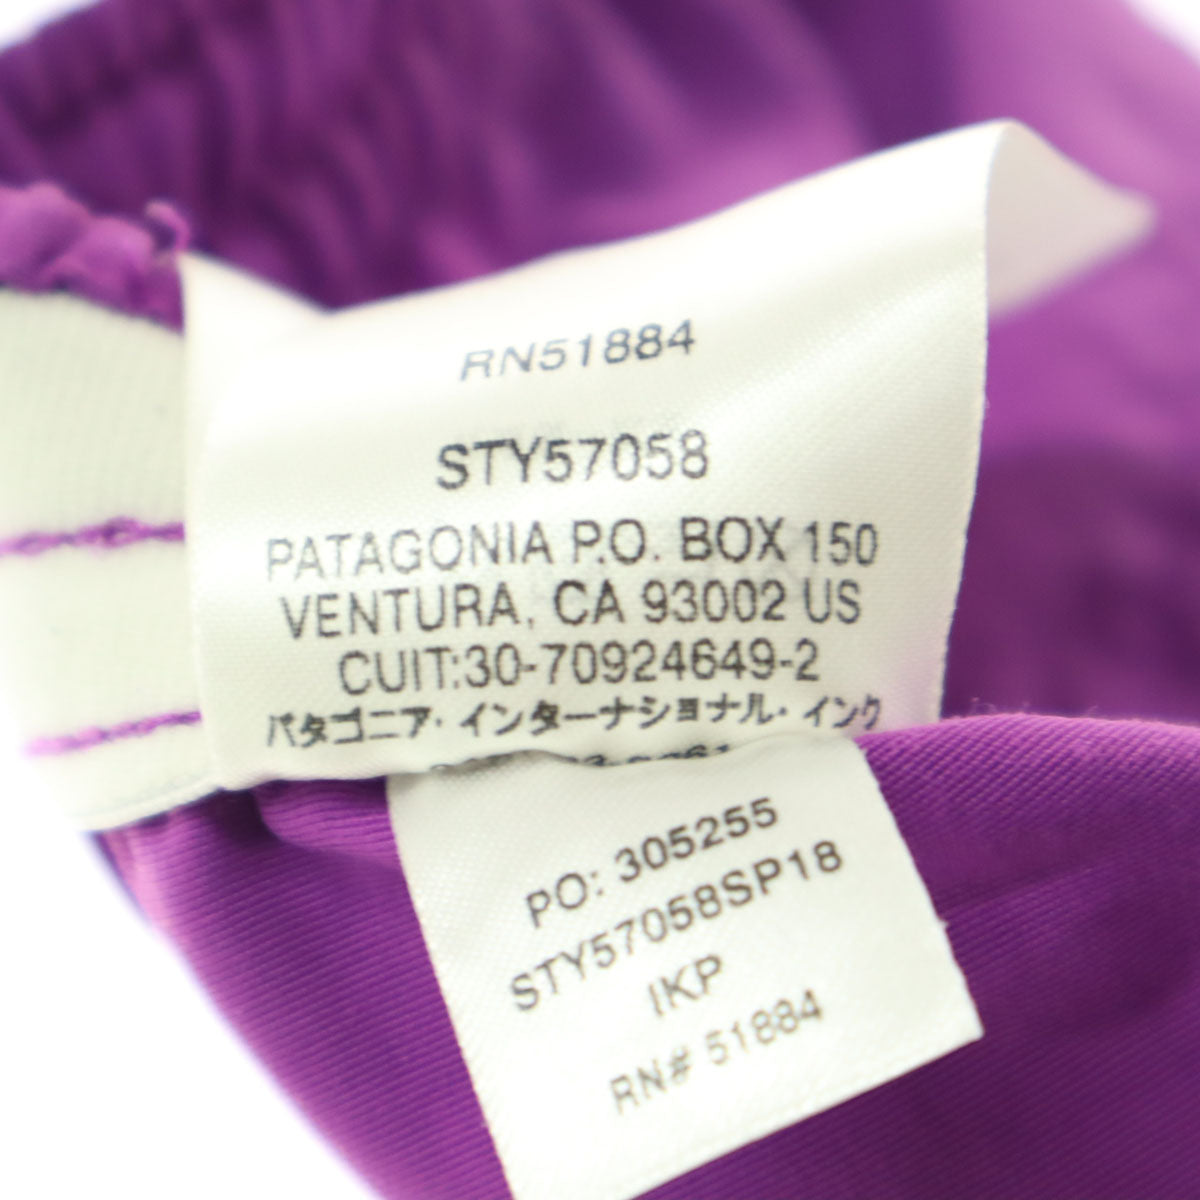 RN51884
STY57058
PATAGONIA P.O. BOX 150
VENTURA, CA 93002 US
CUIT:30-70924649-2
パタゴニア・インターナショナル・インク
PO: 305255
STY57058SP18
IKP
RN# 51884